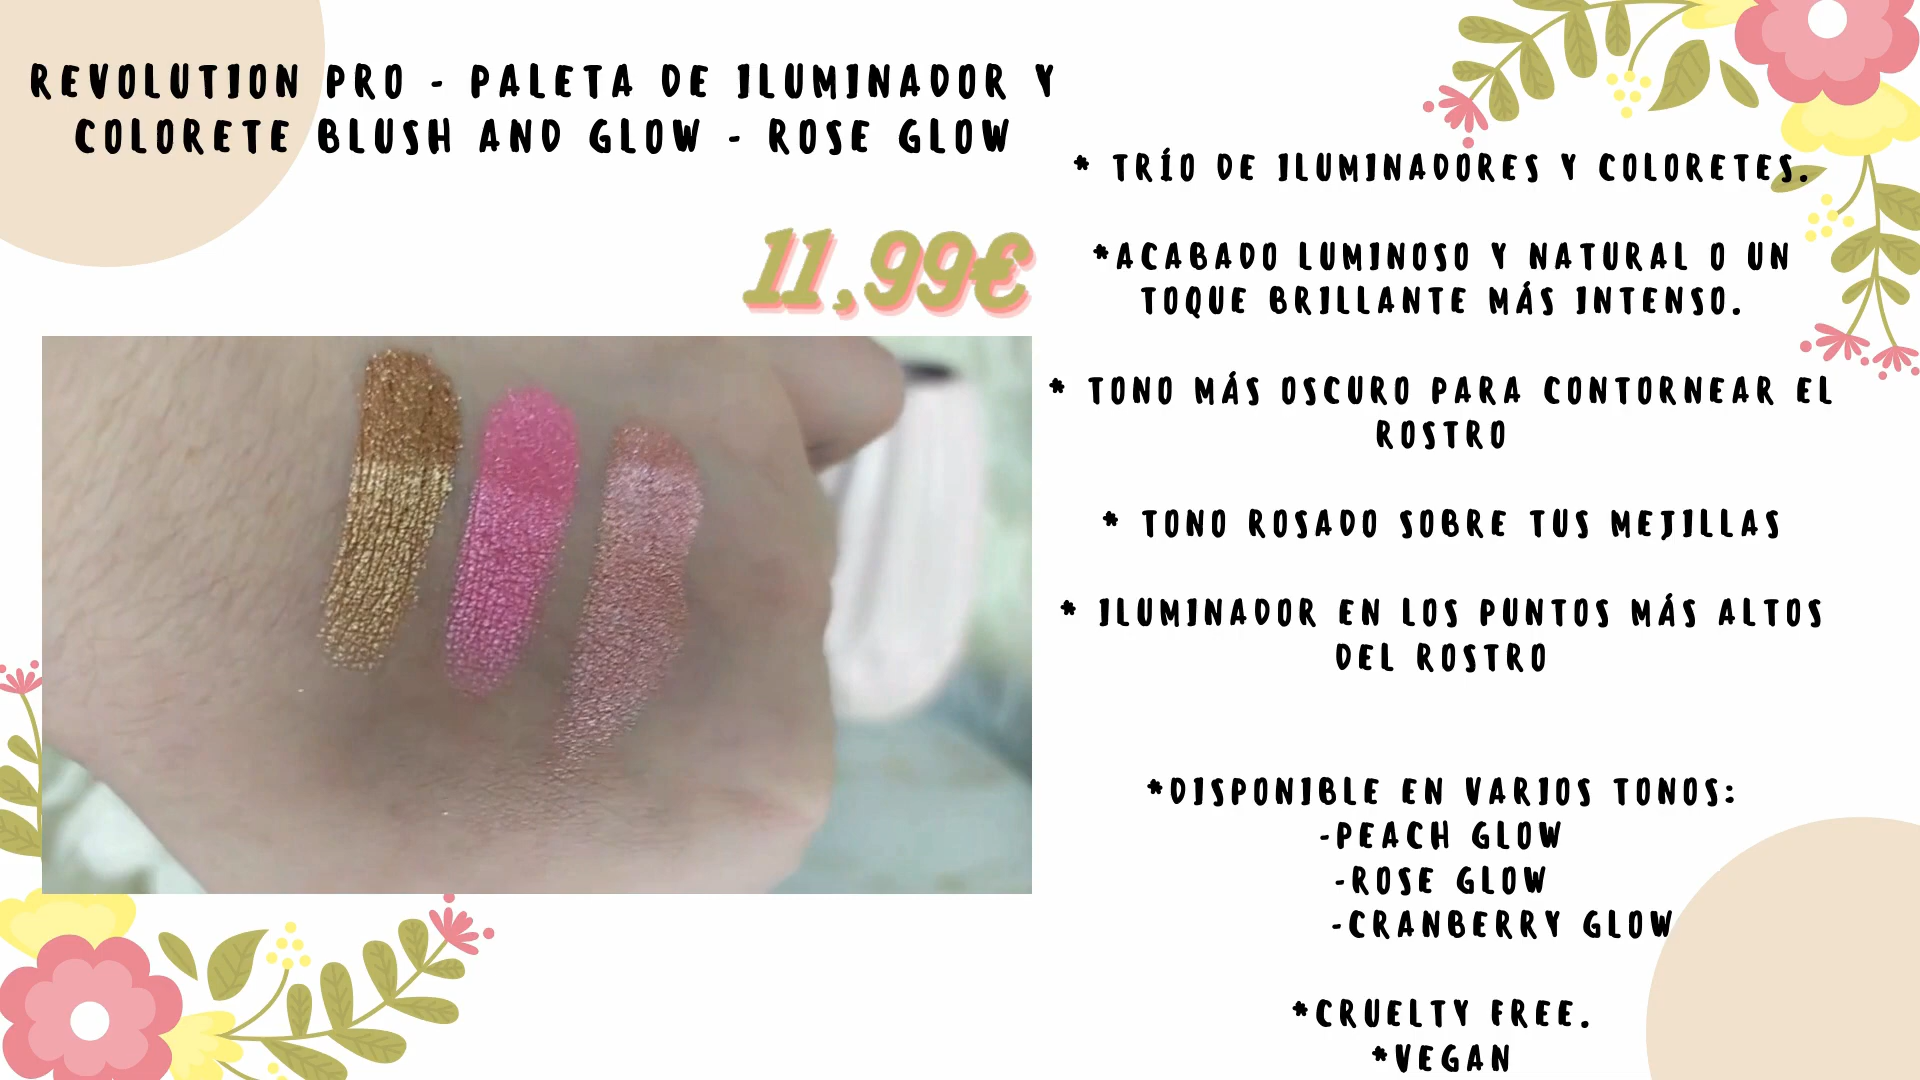 REVOLUTION PRO - PALETA DE ILUMINADOR Y
COLORETE BLUSH AND GLOW - ROSE GLOW
11,99€
* TRÍO DE ILUMINADORES Y COLORETES.
*ACABADO LUMINOSO Y NATURAL O UN
TOQUE BRILLANTE MÁS INTENSO.
* TONO MÁS OSCURO PARA CONTORNEAR EL
ROSTRO
* TONO ROSADO SOBRE TUS MEJILLAS
* ILUMINADOR EN LOS PUNTOS MÁS ALTOS
DEL ROSTRO
*DISPONIBLE EN VARIOS TONOS:
-PEACH GLOW
-ROSE GLOW
-CRANBERRY GLOW
*CRUELTY FREE.
*VEGAN